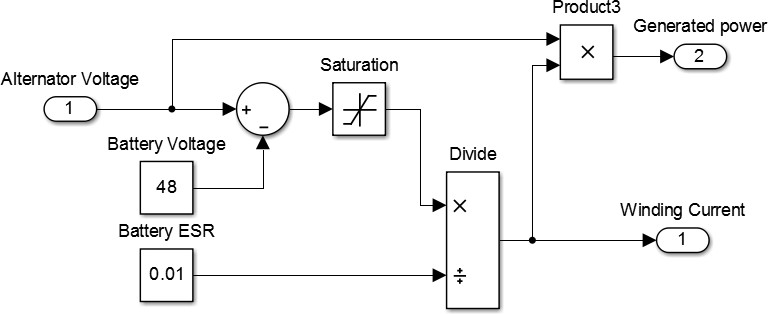 Product3
Generated power
×
2
Alternator Voltage
Saturation
1
+
−
Battery Voltage
48
Divide
×
Winding Current
1
Battery ESR
0.01
÷